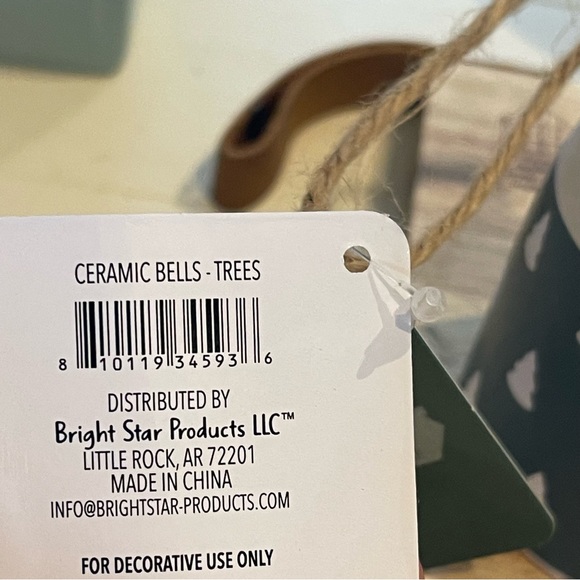 CERAMIC BELLS - TREES
8 10119 34593 6
DISTRIBUTED BY
Bright Star Products LLC™
LITTLE ROCK, AR 72201
MADE IN CHINA
INFO@BRIGHTSTAR-PRODUCTS.COM
FOR DECORATIVE USE ONLY